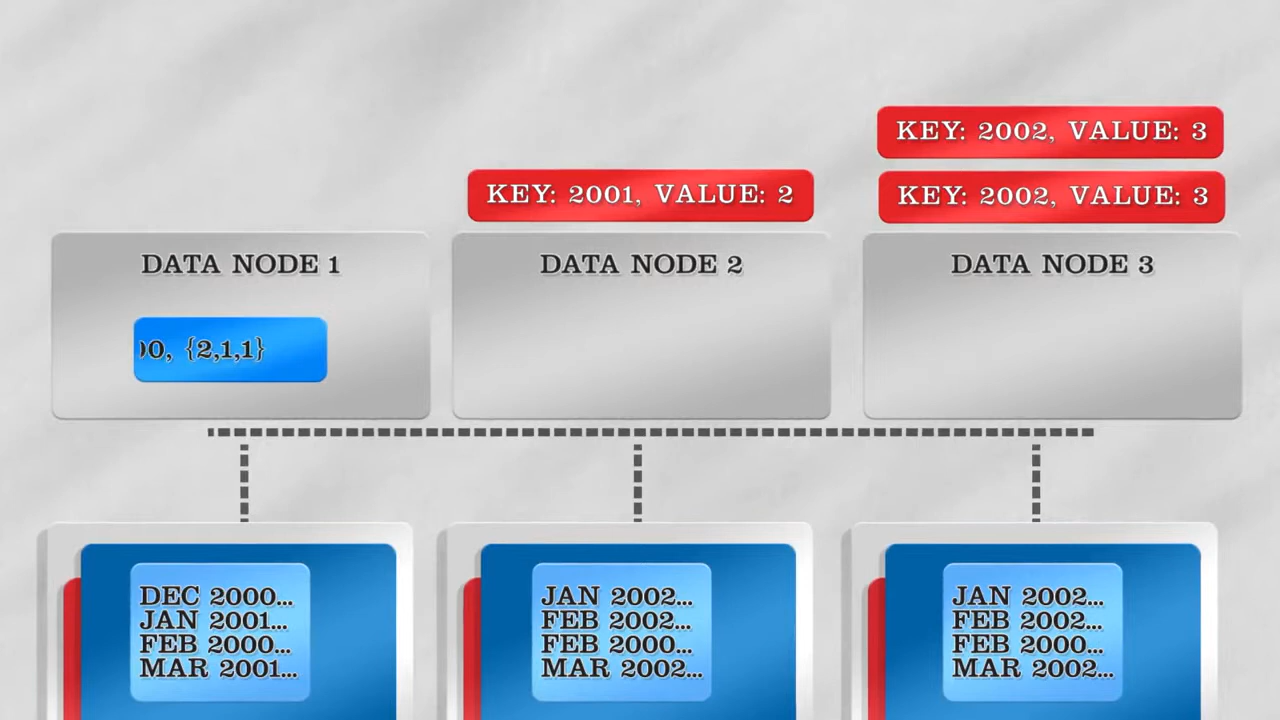 KEY: 2002, VALUE: 3
KEY: 2001, VALUE: 2
KEY: 2002, VALUE: 3
DATA NODE 1
DATA NODE 2
DATA NODE 3
0, {2,1,1}
DEC 2000...
JAN 2001...
FEB 2000...
MAR 2001...
JAN 2002...
FEB 2002...
FEB 2000...
MAR 2002...
JAN 2002...
FEB 2002...
FEB 2000...
MAR 2002...